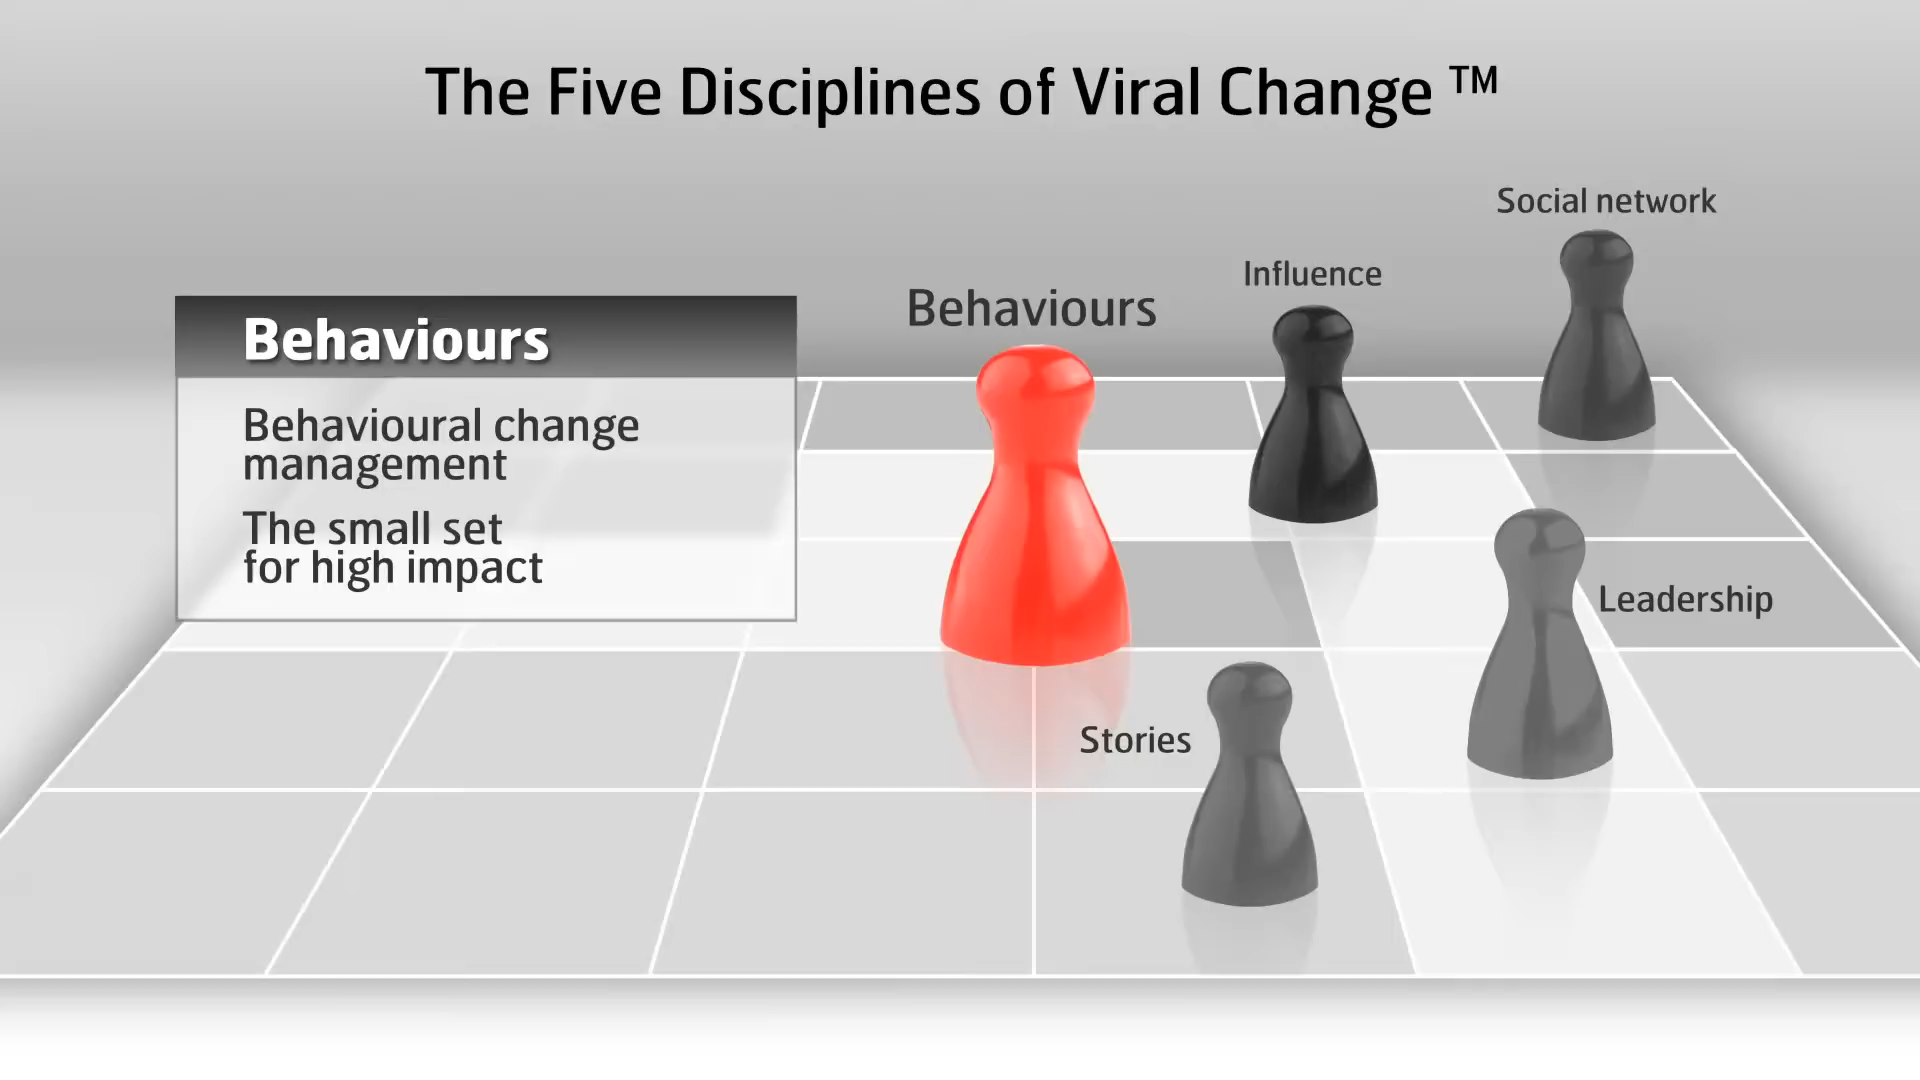 The Five Disciplines of Viral Change ™
Social network
Influence
Behaviours
Behaviours
Behavioural change
management
The small set
for high impact
Leadership
Stories